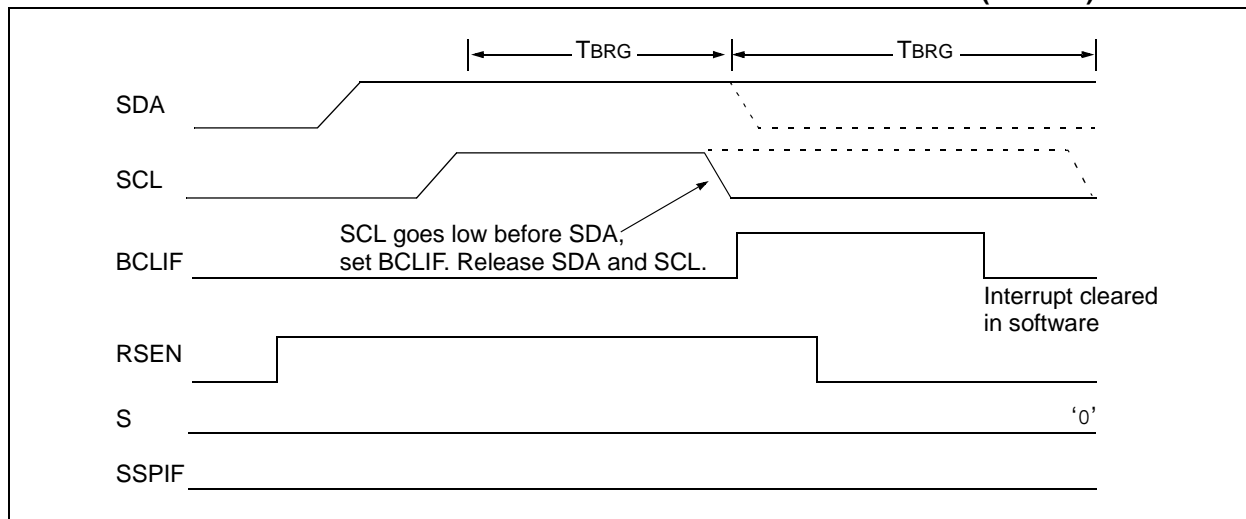 TBRG TBRG
SDA
SCL
SCL goes low before SDA,
set BCLIF. Release SDA and SCL.
BCLIF
Interrupt cleared
in software
RSEN
S ‘0’
SSPIF